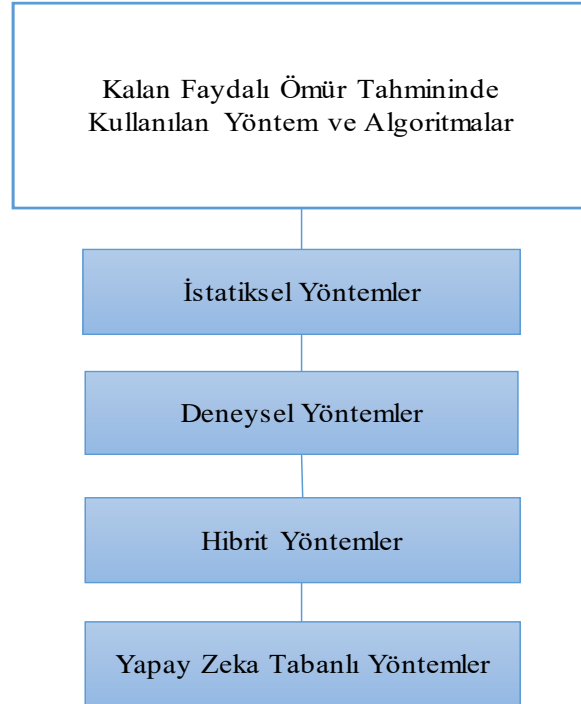 Kalan Faydalı Ömür Tahmininde
Kullanılan Yöntem ve Algoritmalar
İstatiksel Yöntemler
Deneysel Yöntemler
Hibrit Yöntemler
Yapay Zeka Tabanlı Yöntemler